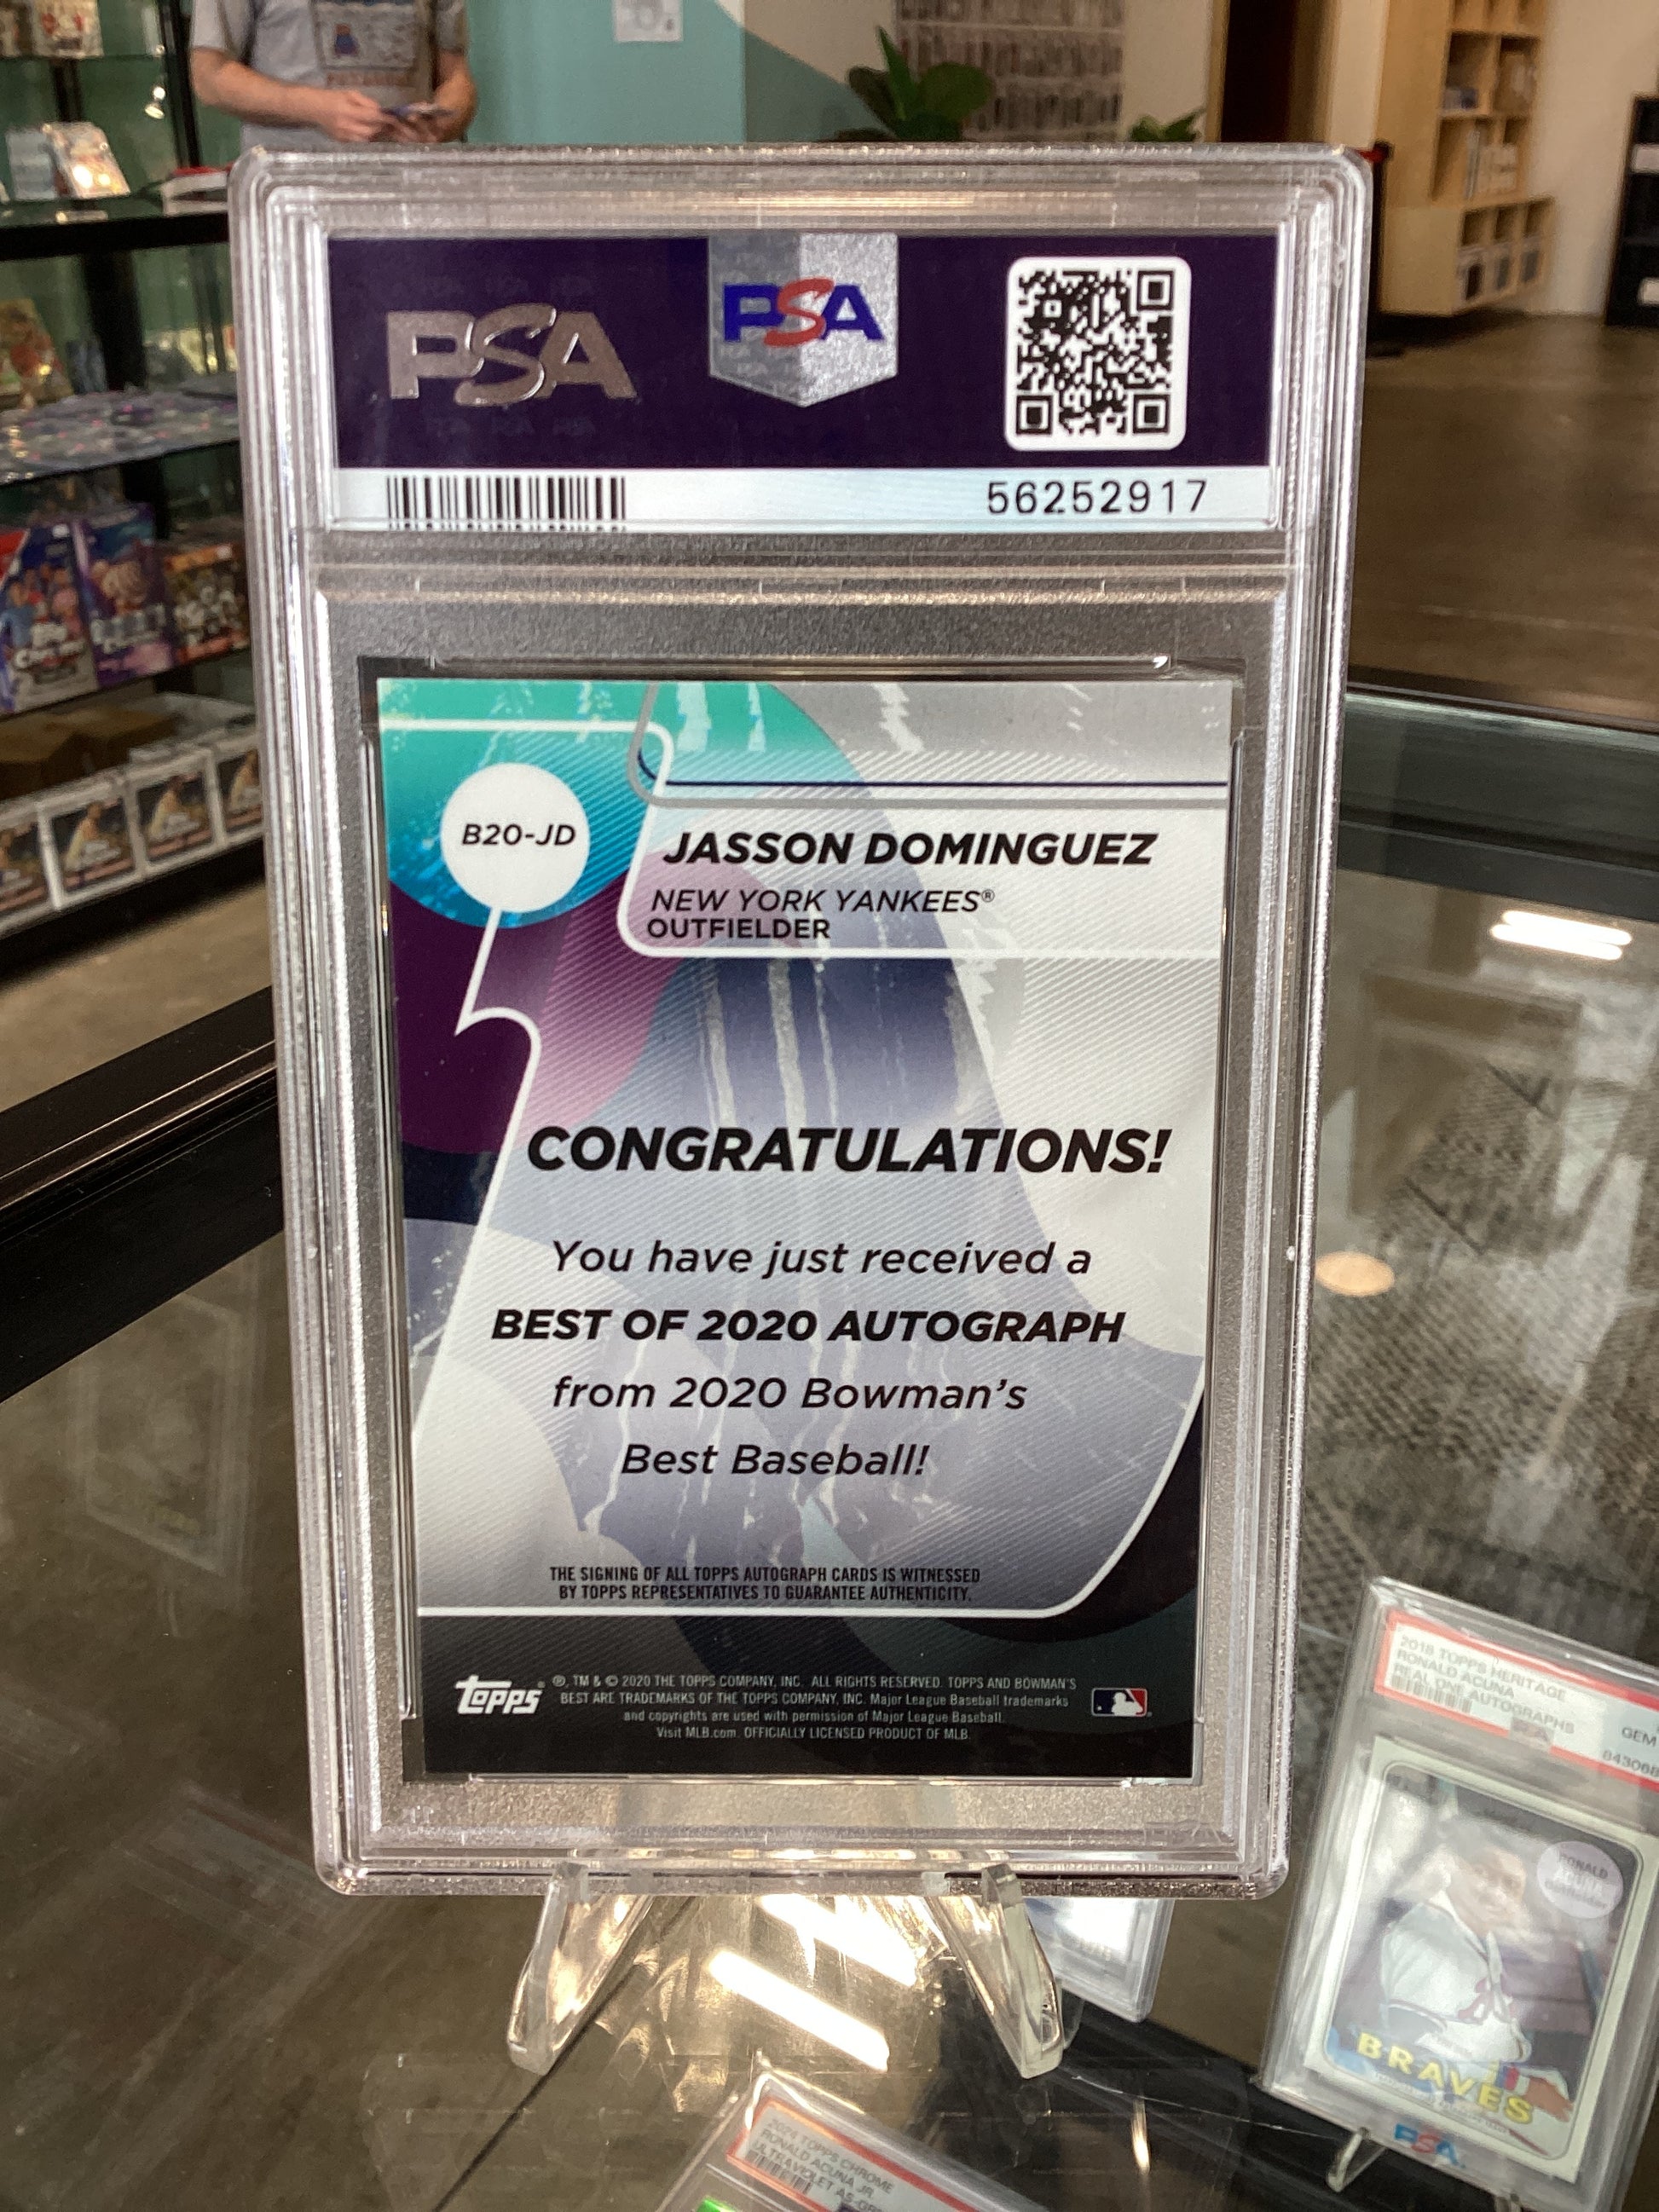 PSA
PSA
56252917
B20-JD
JASSON DOMINGUEZ
NEW YORK YANKEES®
OUTFIELDER
CONGRATULATIONS!
You have just received a
BEST OF 2020 AUTOGRAPH
from 2020 Bowman's
Best Baseball!
THE SIGNING OF ALL TOPPS AUTOGRAPH CARDS IS WITNESSED
BY TOPPS REPRESENTATIVES TO GUARANTEE AUTHENTICITY.
topps
®, TM & © 2020 THE TOPPS COMPANY, INC. ALL RIGHTS RESERVED. TOPPS AND BOWMAN'S
BEST ARE TRADEMARKS OF THE TOPPS COMPANY, INC. Major League Baseball trademarks
and copyrights are used with permission of Major League Baseball.
Visit MLB.com. OFFICIALLY LICENSED PRODUCT OF MLB.
2018 TOPPS HERITAGE
RONALD ACUNA
REAL ONE AUTOGRAPHS
GEM
RONALD
ACUÑA
BRAVES
PSA
2024 TOPPS CHROME
RONALD ACUNA JR.